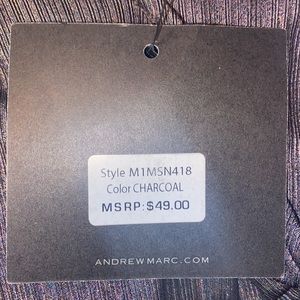 Style M1MSN418
Color CHARCOAL
MSRP:$49.00
ANDREWMARC.COM